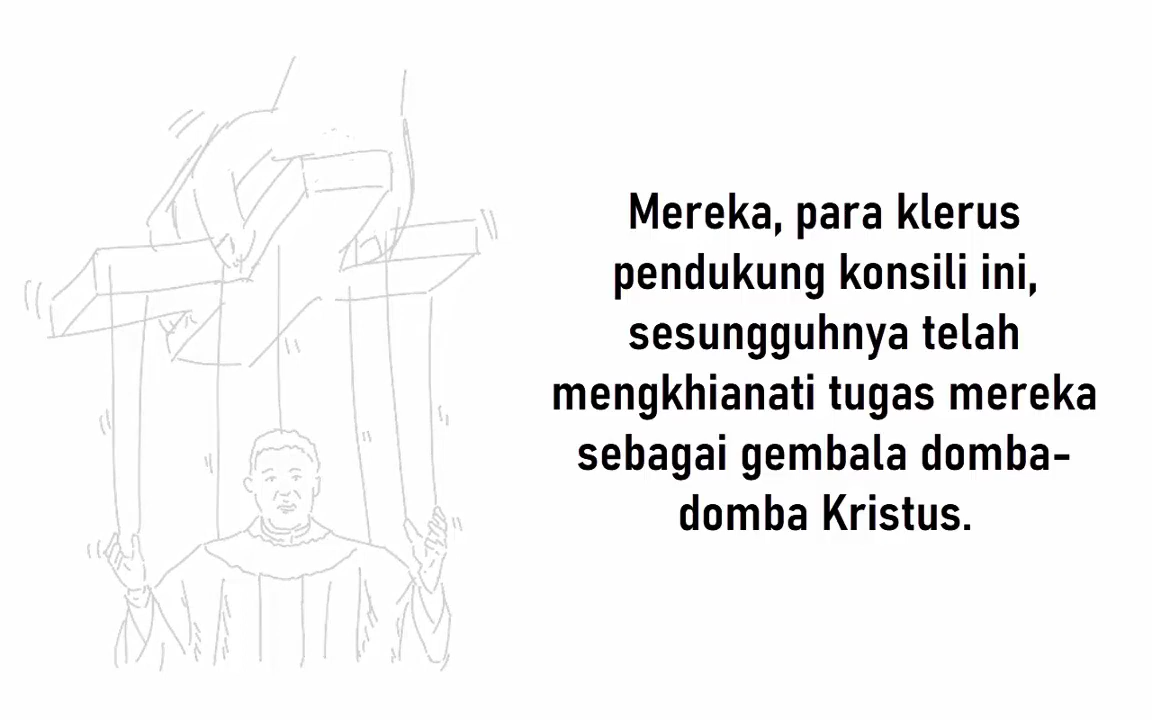 Mereka, para klerus
pendukung konsili ini,
sesungguhnya telah
mengkhianati tugas mereka
sebagai gembala domba-
domba Kristus.